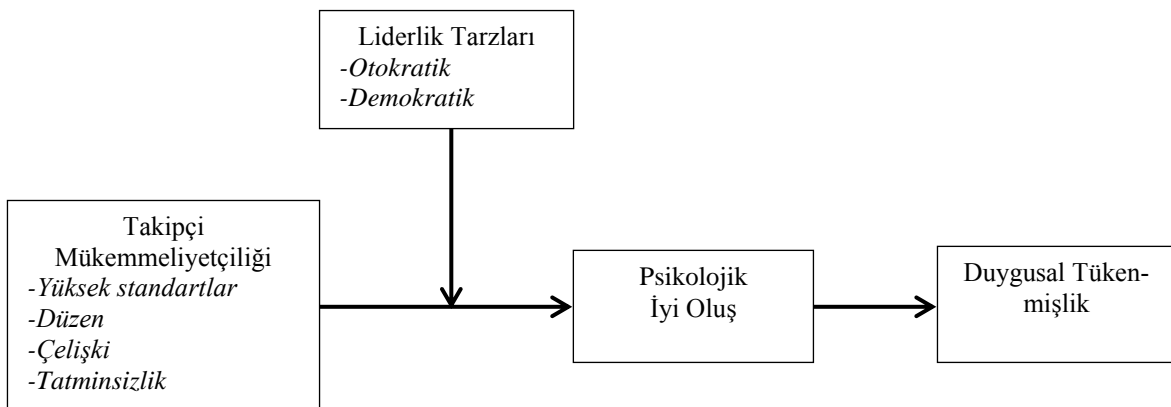 Liderlik Tarzları
-Otokratik
-Demokratik
Takipçi
Mükemmeliyetçiliği
-Yüksek standartlar
-Düzen
-Çelişki
-Tatminsizlik
Psikolojik
İyi Oluş
Duygusal Tüken-
mişlik